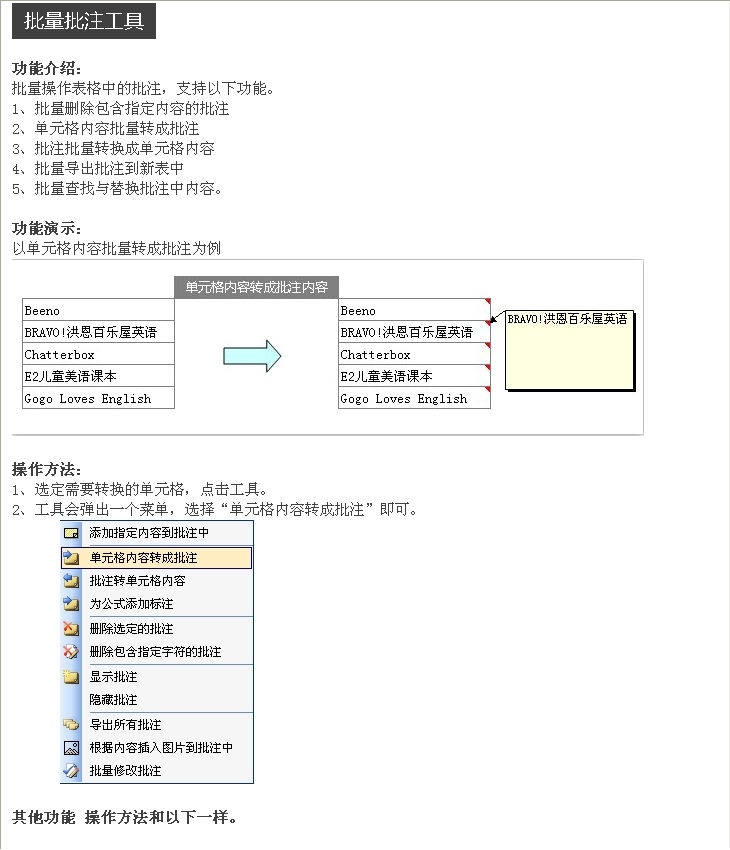 批量批注工具
功能介绍：
批量操作表格中的批注，支持以下功能。
1、批量删除包含指定内容的批注
2、单元格内容批量转成批注
3、批注批量转换成单元格内容
4、批量导出批注到新表中
5、批量查找与替换批注中内容。
功能演示：
以单元格内容批量转成批注为例
单元格内容转成批注内容
Beeno
BRAVO!洪恩百乐屋英语
Chatterbox
E2儿童美语课本
Gogo Loves English
Beeno
BRAVO!洪恩百乐屋英语
Chatterbox
E2儿童美语课本
Gogo Loves English
BRAVO!洪恩百乐屋英语
操作方法：
1、选定需要转换的单元格，点击工具。
2、工具会弹出一个菜单，选择“单元格内容转成批注”即可。
添加指定内容到批注中
单元格内容转成批注
批注转单元格内容
为公式添加标注
删除选定的批注
删除包含指定字符的批注
显示批注
隐藏批注
导出所有批注
根据内容插入图片到批注中
批量修改批注
其他功能 操作方法和以下一样。